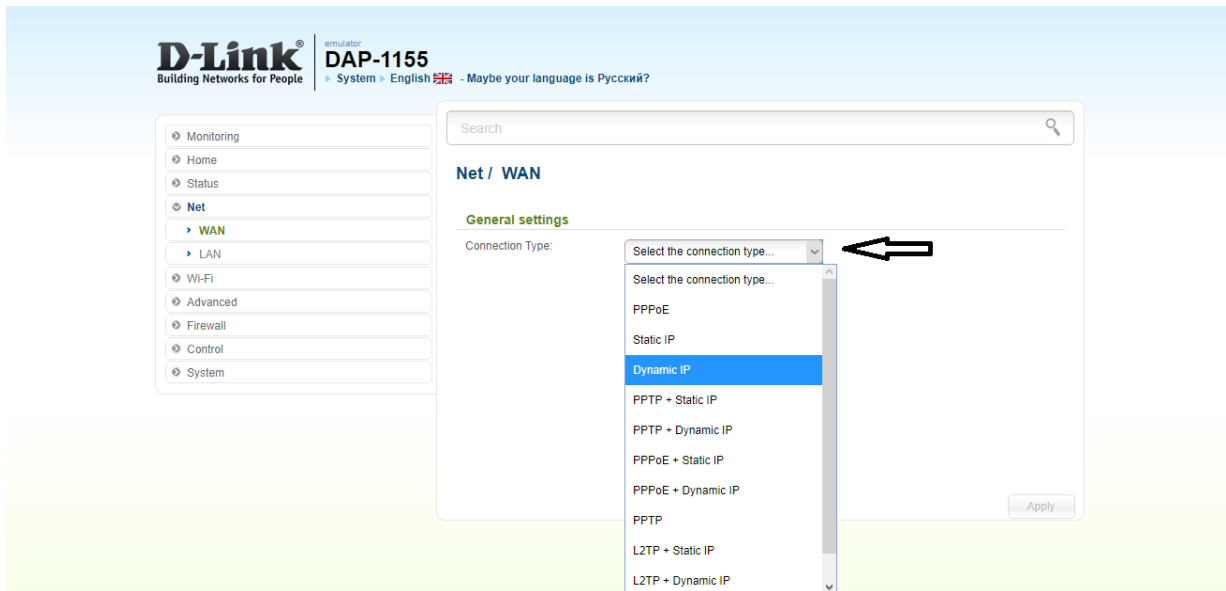 D-Link®
Building Networks for People
emulator
DAP-1155
System English - Maybe your language is Русский?
Monitoring
Home
Status
Net
WAN
LAN
Wi-Fi
Advanced
Firewall
Control
System
Search
Net / WAN
General settings
Connection Type:
Select the connection type...
Select the connection type...
PPPoE
Static IP
Dynamic IP
PPTP + Static IP
PPTP + Dynamic IP
PPPoE + Static IP
PPPoE + Dynamic IP
PPTP
L2TP + Static IP
L2TP + Dynamic IP
Apply